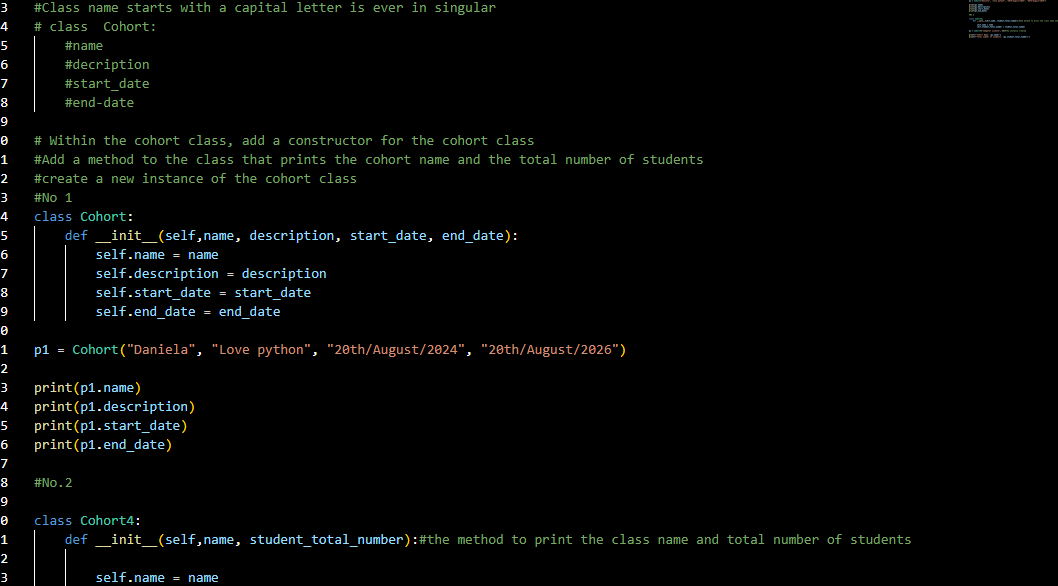 3 #Class name starts with a capital letter is ever in singular
4 # class  Cohort:
5     #name
6     #decription
7     #start_date
8     #end-date
9
0 # Within the cohort class, add a constructor for the cohort class
1 #Add a method to the class that prints the cohort name and the total number of students
2 #create a new instance of the cohort class
3 #No 1
4 class Cohort:
5     def __init__(self,name, description, start_date, end_date):
6         self.name = name
7         self.description = description
8         self.start_date = start_date
9         self.end_date = end_date
0
1 p1 = Cohort("Daniela", "Love python", "20th/August/2024", "20th/August/2026")
2
3 print(p1.name)
4 print(p1.description)
5 print(p1.start_date)
6 print(p1.end_date)
7
8 #No.2
9
0 class Cohort4:
1     def __init__(self,name, student_total_number):#the method to print the class name and total number of students
2
3         self.name = name